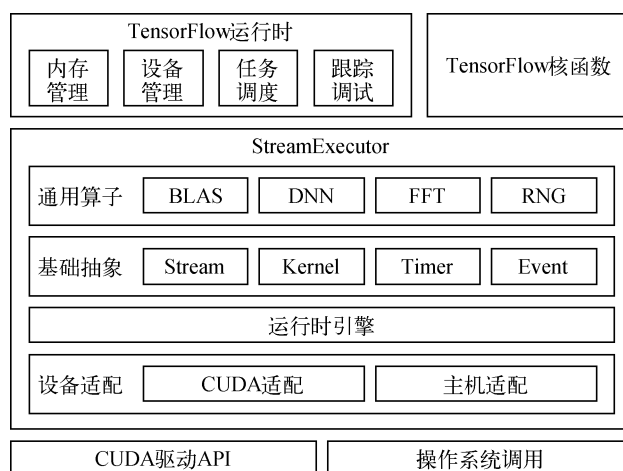 TensorFlow运行时
内存管理
设备管理
任务调度
跟踪调试
TensorFlow核函数
StreamExecutor
通用算子 BLAS DNN FFT RNG
基础抽象 Stream Kernel Timer Event
运行时引擎
设备适配 CUDA适配 主机适配
CUDA驱动API 操作系统调用